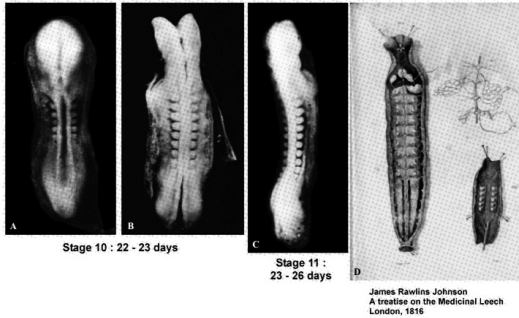 A
B
C
D
Stage 10 : 22 - 23 days
Stage 11 :
23 - 26 days
James Rawlins Johnson
A treatise on the Medicinal Leech
London, 1816